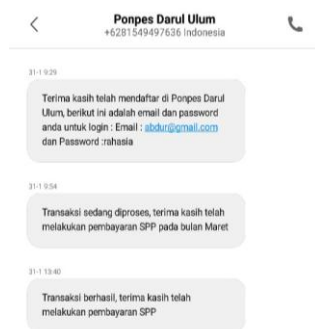 Ponpes Darul Ulum
+6281549497636 Indonesia
31-1 9:29
Terima kasih telah mendaftar di Ponpes Darul
Ulum, berikut ini adalah email dan password
anda untuk login : Email : abdur@gmail.com
dan Password :rahasia
31-1 9:54
Transaksi sedang diproses, terima kasih telah
melakukan pembayaran SPP pada bulan Maret
31-1 13:40
Transaksi berhasil, terima kasih telah
melakukan pembayaran SPP